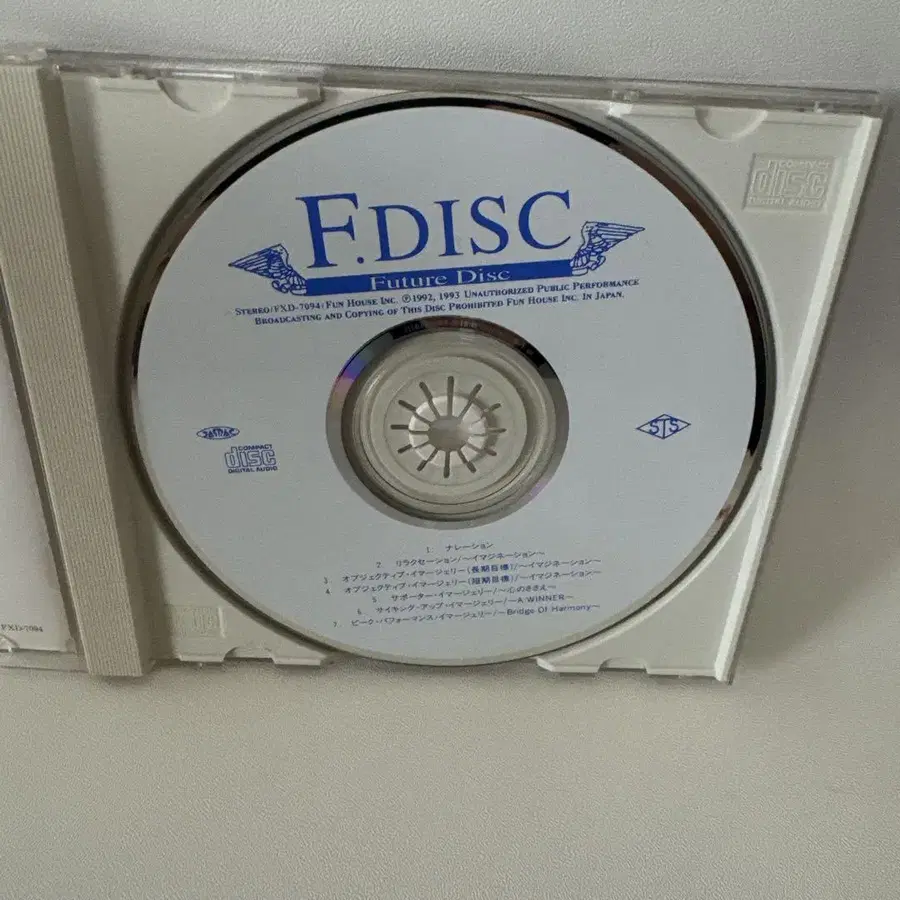 F.DISC
Future Disc
STEREO/FXD-7094/FUN HOUSE INC. ℗1992, 1993 UNAUTHORIZED PUBLIC PERFORMANCE
BROADCASTING AND COPYING OF THIS DISC PROHIBITED FUN HOUSE INC. IN JAPAN.
COMPACT
disc
DIGITAL AUDIO
JASRAC
STS
COMPACT
disc
DIGITAL AUDIO
1. ナレーション
2. リラクセーション/〜イマジネーション〜
3. オブジェクティブ・イマージェリー(長期目標)/〜イマジネーション〜
4. オブジェクティブ・イマージェリー(短期目標)/〜イマジネーション〜
5. サポーター・イマージェリー/〜心のささえ〜
6. サイキング・アップ・イマージェリー/〜A WINNER〜
7. ピーク・パフォーマンス・イマージェリー/〜Bridge Of Harmony〜
FXD-7094